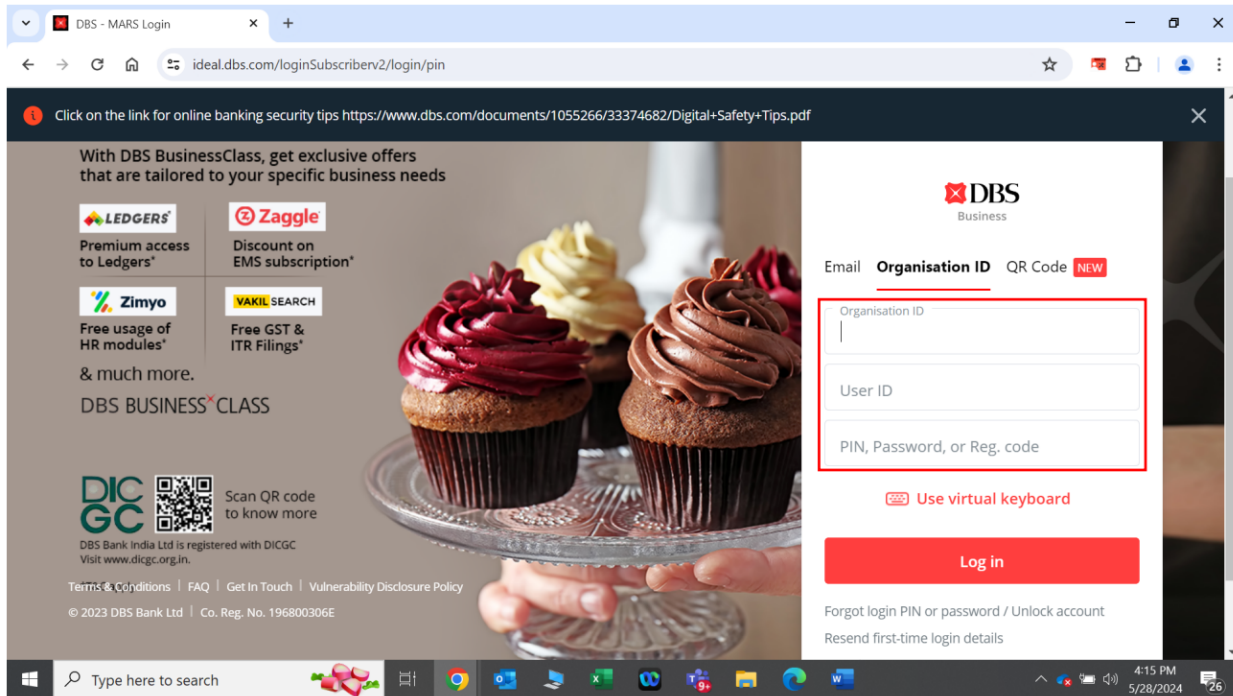 DBS - MARS Login
ideal.dbs.com/loginSubscriberv2/login/pin
Click on the link for online banking security tips https://www.dbs.com/documents/1055266/33374682/Digital+Safety+Tips.pdf
With DBS BusinessClass, get exclusive offers
that are tailored to your specific business needs
LEDGERS
Premium access
to Ledgers*
Zaggle
Discount on
EMS subscription*
Zimyo
Free usage of
HR modules*
VAKILSEARCH
Free GST &
ITR Filings*
& much more.
DBS BUSINESS CLASS
DIC
GC
Scan QR code
to know more
DBS Bank India Ltd is registered with DICGC
Visit www.dicgc.org.in.
Terms & Conditions | FAQ | Get In Touch | Vulnerability Disclosure Policy
© 2023 DBS Bank Ltd | Co. Reg. No. 196800306E
DBS
Business
Email Organisation ID QR Code NEW
Organisation ID
User ID
PIN, Password, or Reg. code
Use virtual keyboard
Log in
Forgot login PIN or password / Unlock account
Resend first-time login details
Type here to search
9+
4:15 PM
5/28/2024
26